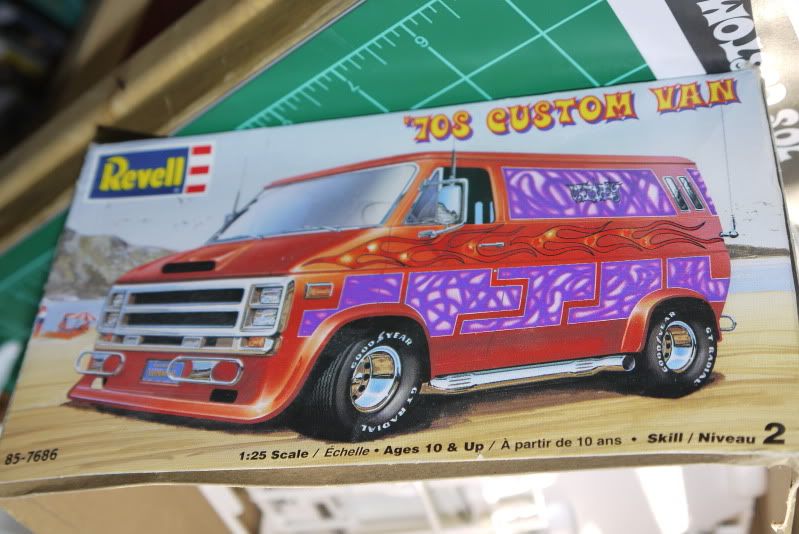 '70S CUSTOM VAN
Revell
GOODYEAR
GT RADIAL
GOODYEAR
GT RADIAL
85-7686
1:25 Scale / Échelle • Ages 10 & Up / À partir de 10 ans • Skill / Niveau 2